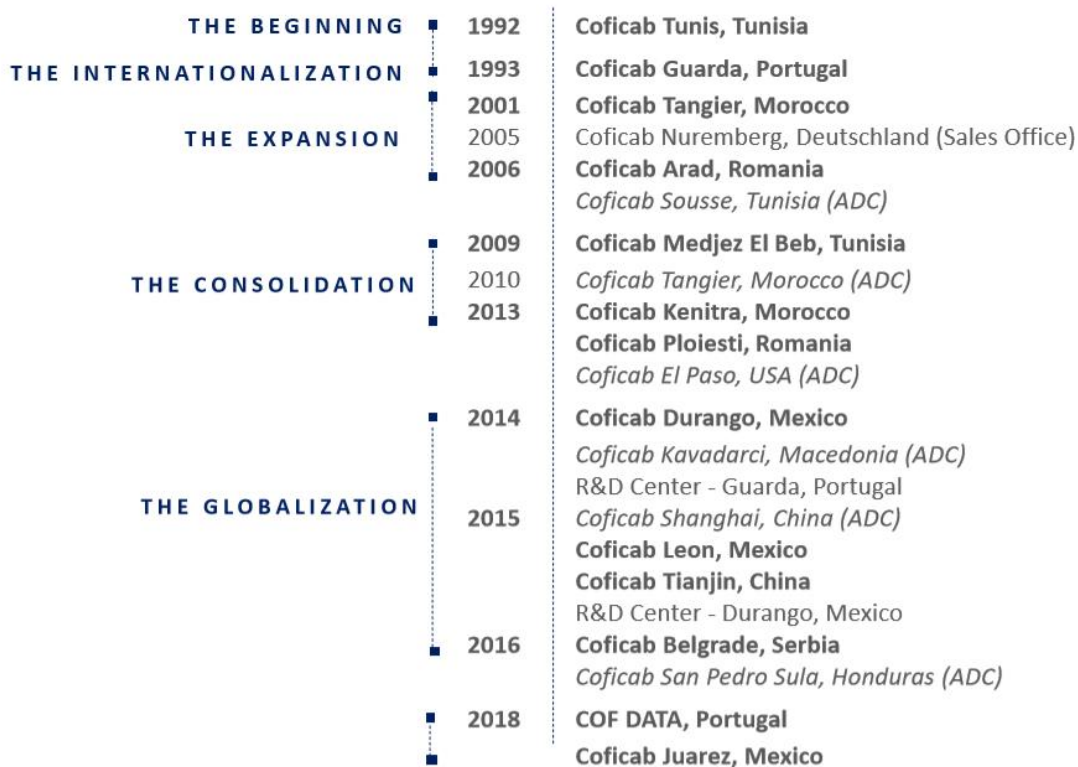 THE BEGINNING 1992 Coficab Tunis, Tunisia
THE INTERNATIONALIZATION 1993 Coficab Guarda, Portugal
2001 Coficab Tangier, Morocco
THE EXPANSION 2005 Coficab Nuremberg, Deutschland (Sales Office)
2006 Coficab Arad, Romania
Coficab Sousse, Tunisia (ADC)
2009 Coficab Medjez El Beb, Tunisia
THE CONSOLIDATION 2010 Coficab Tangier, Morocco (ADC)
2013 Coficab Kenitra, Morocco
Coficab Ploiesti, Romania
Coficab El Paso, USA (ADC)
2014 Coficab Durango, Mexico
Coficab Kavadarci, Macedonia (ADC)
R&D Center - Guarda, Portugal
THE GLOBALIZATION 2015 Coficab Shanghai, China (ADC)
Coficab Leon, Mexico
Coficab Tianjin, China
R&D Center - Durango, Mexico
2016 Coficab Belgrade, Serbia
Coficab San Pedro Sula, Honduras (ADC)
2018 COF DATA, Portugal
Coficab Juarez, Mexico